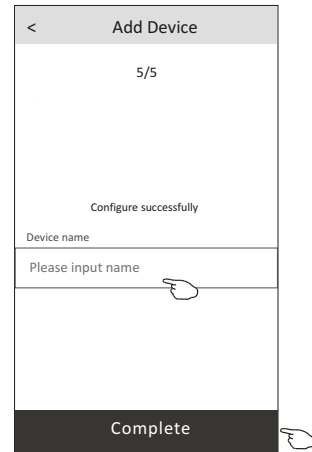 < Add Device
5/5
Configure successfully
Device name
Please input name
Complete